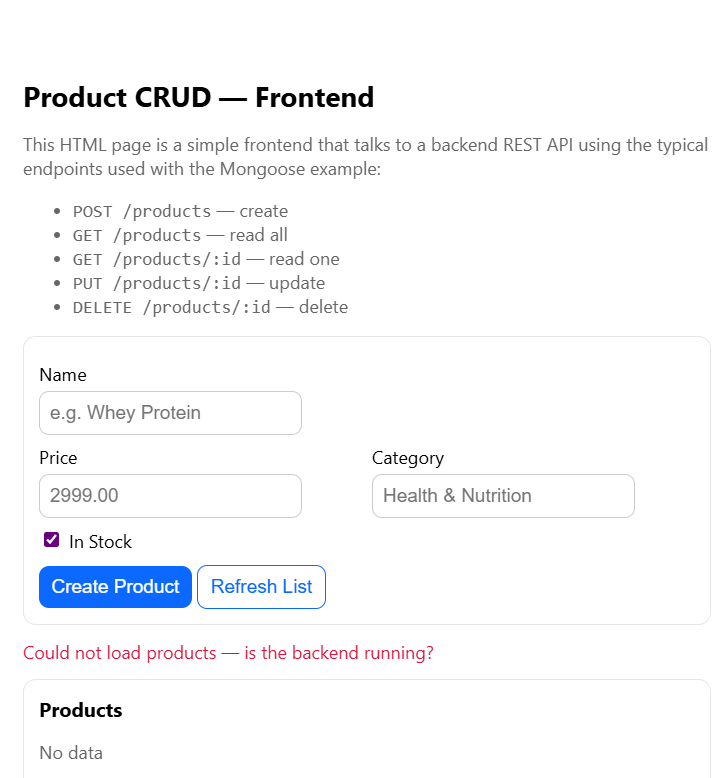 Product CRUD — Frontend
This HTML page is a simple frontend that talks to a backend REST API using the typical
endpoints used with the Mongoose example:
• POST /products — create
• GET /products — read all
• GET /products/:id — read one
• PUT /products/:id — update
• DELETE /products/:id — delete
Name
e.g. Whey Protein
Price
Category
2999.00
Health & Nutrition
In Stock
Create Product
Refresh List
Could not load products — is the backend running?
Products
No data